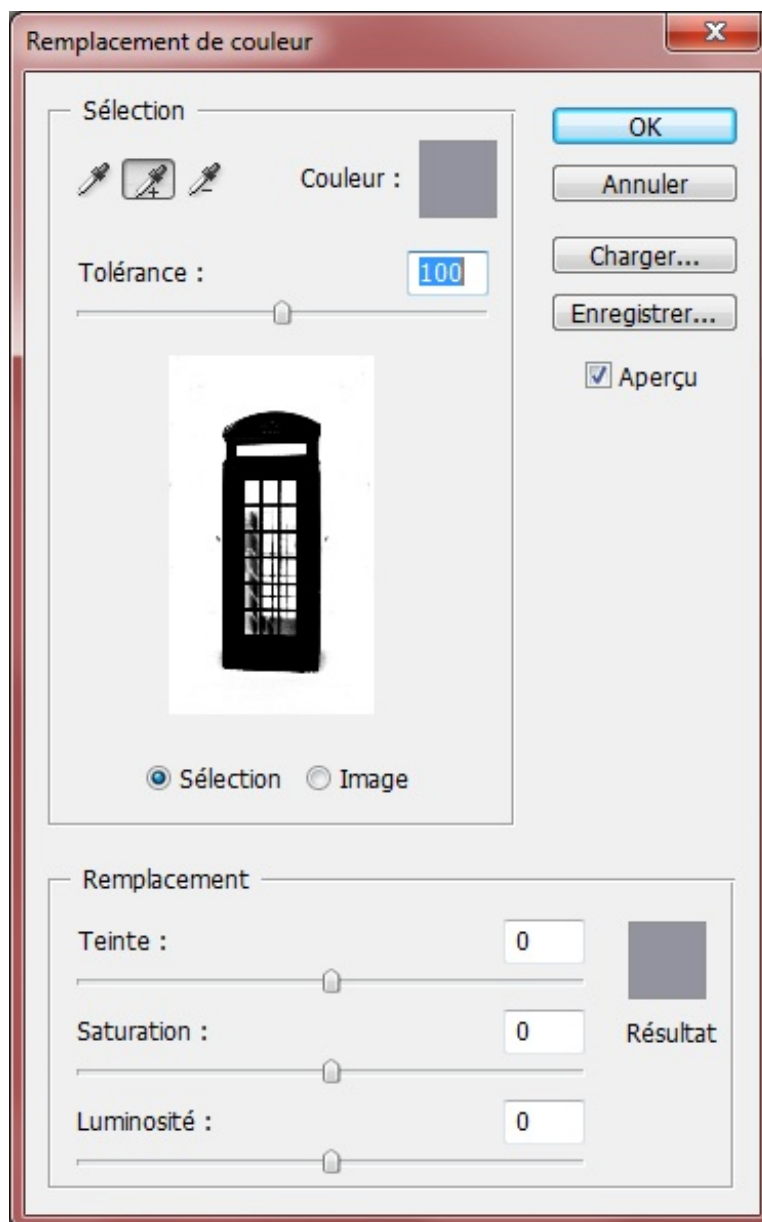 Remplacement de couleur
Sélection
OK
Couleur :
Annuler
Tolérance :
100
Charger...
Enregistrer...
Aperçu
Sélection
Image
Remplacement
Teinte :
0
Saturation :
0
Résultat
Luminosité :
0